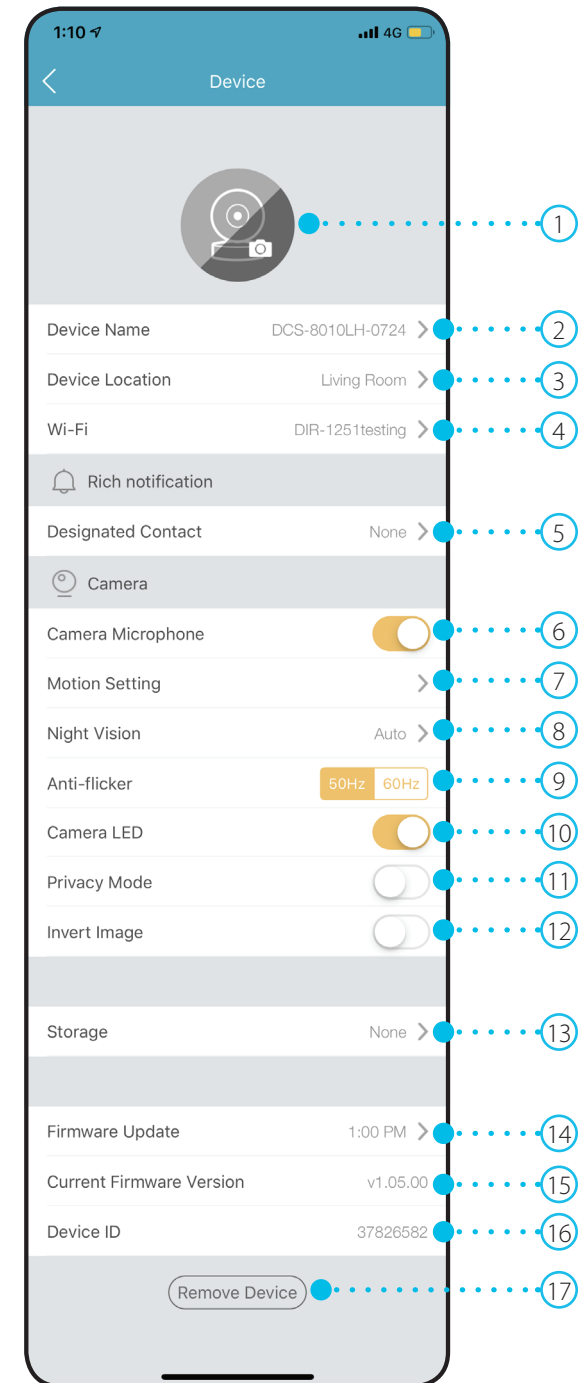 1:10 4G
Device
1
Device Name DCS-8010LH-0724 2
Device Location Living Room 3
Wi-Fi DIR-1251testing 4
Rich notification
Designated Contact None 5
Camera
Camera Microphone 6
Motion Setting 7
Night Vision Auto 8
Anti-flicker 50Hz 60Hz 9
Camera LED 10
Privacy Mode 11
Invert Image 12
Storage None 13
Firmware Update 1:00 PM 14
Current Firmware Version v1.05.00 15
Device ID 37826582 16
Remove Device 17